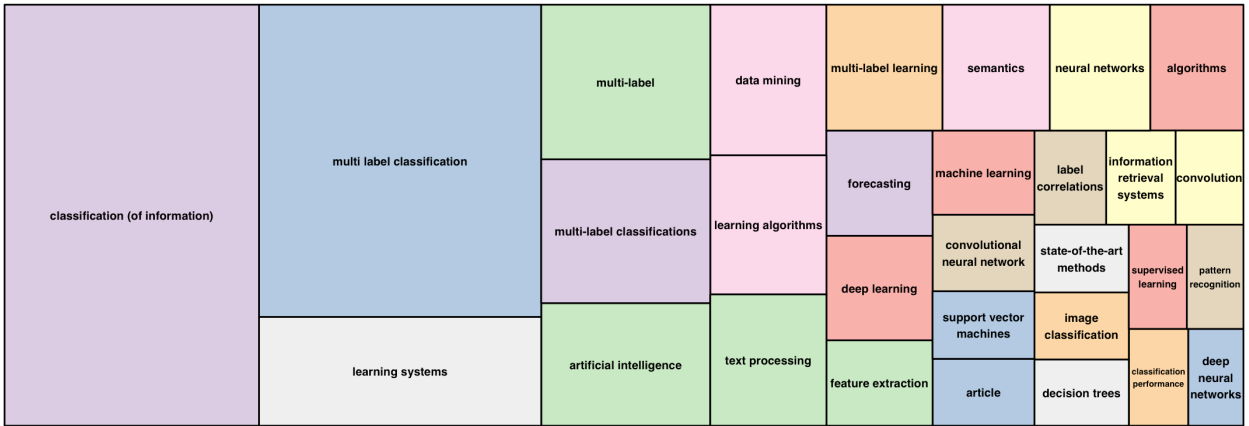 classification (of information)
multi label classification
learning systems
multi-label
multi-label classifications
artificial intelligence
data mining
learning algorithms
text processing
multi-label learning
semantics
neural networks
algorithms
forecasting
deep learning
feature extraction
machine learning
convolutional
neural network
support vector
machines
article
label
correlations
information
retrieval
systems
convolution
state-of-the-art
methods
image
classification
decision trees
supervised
learning
pattern
recognition
classification
performance
deep
neural
networks